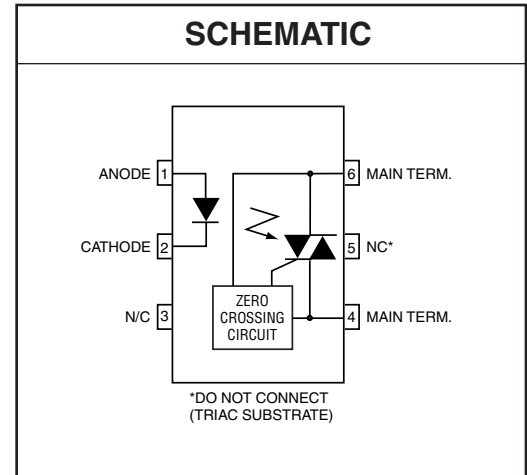 SCHEMATIC
ANODE 1
6 MAIN TERM.
CATHODE 2
5 NC*
N/C 3
ZERO
CROSSING
CIRCUIT
4 MAIN TERM.
*DO NOT CONNECT
(TRIAC SUBSTRATE)